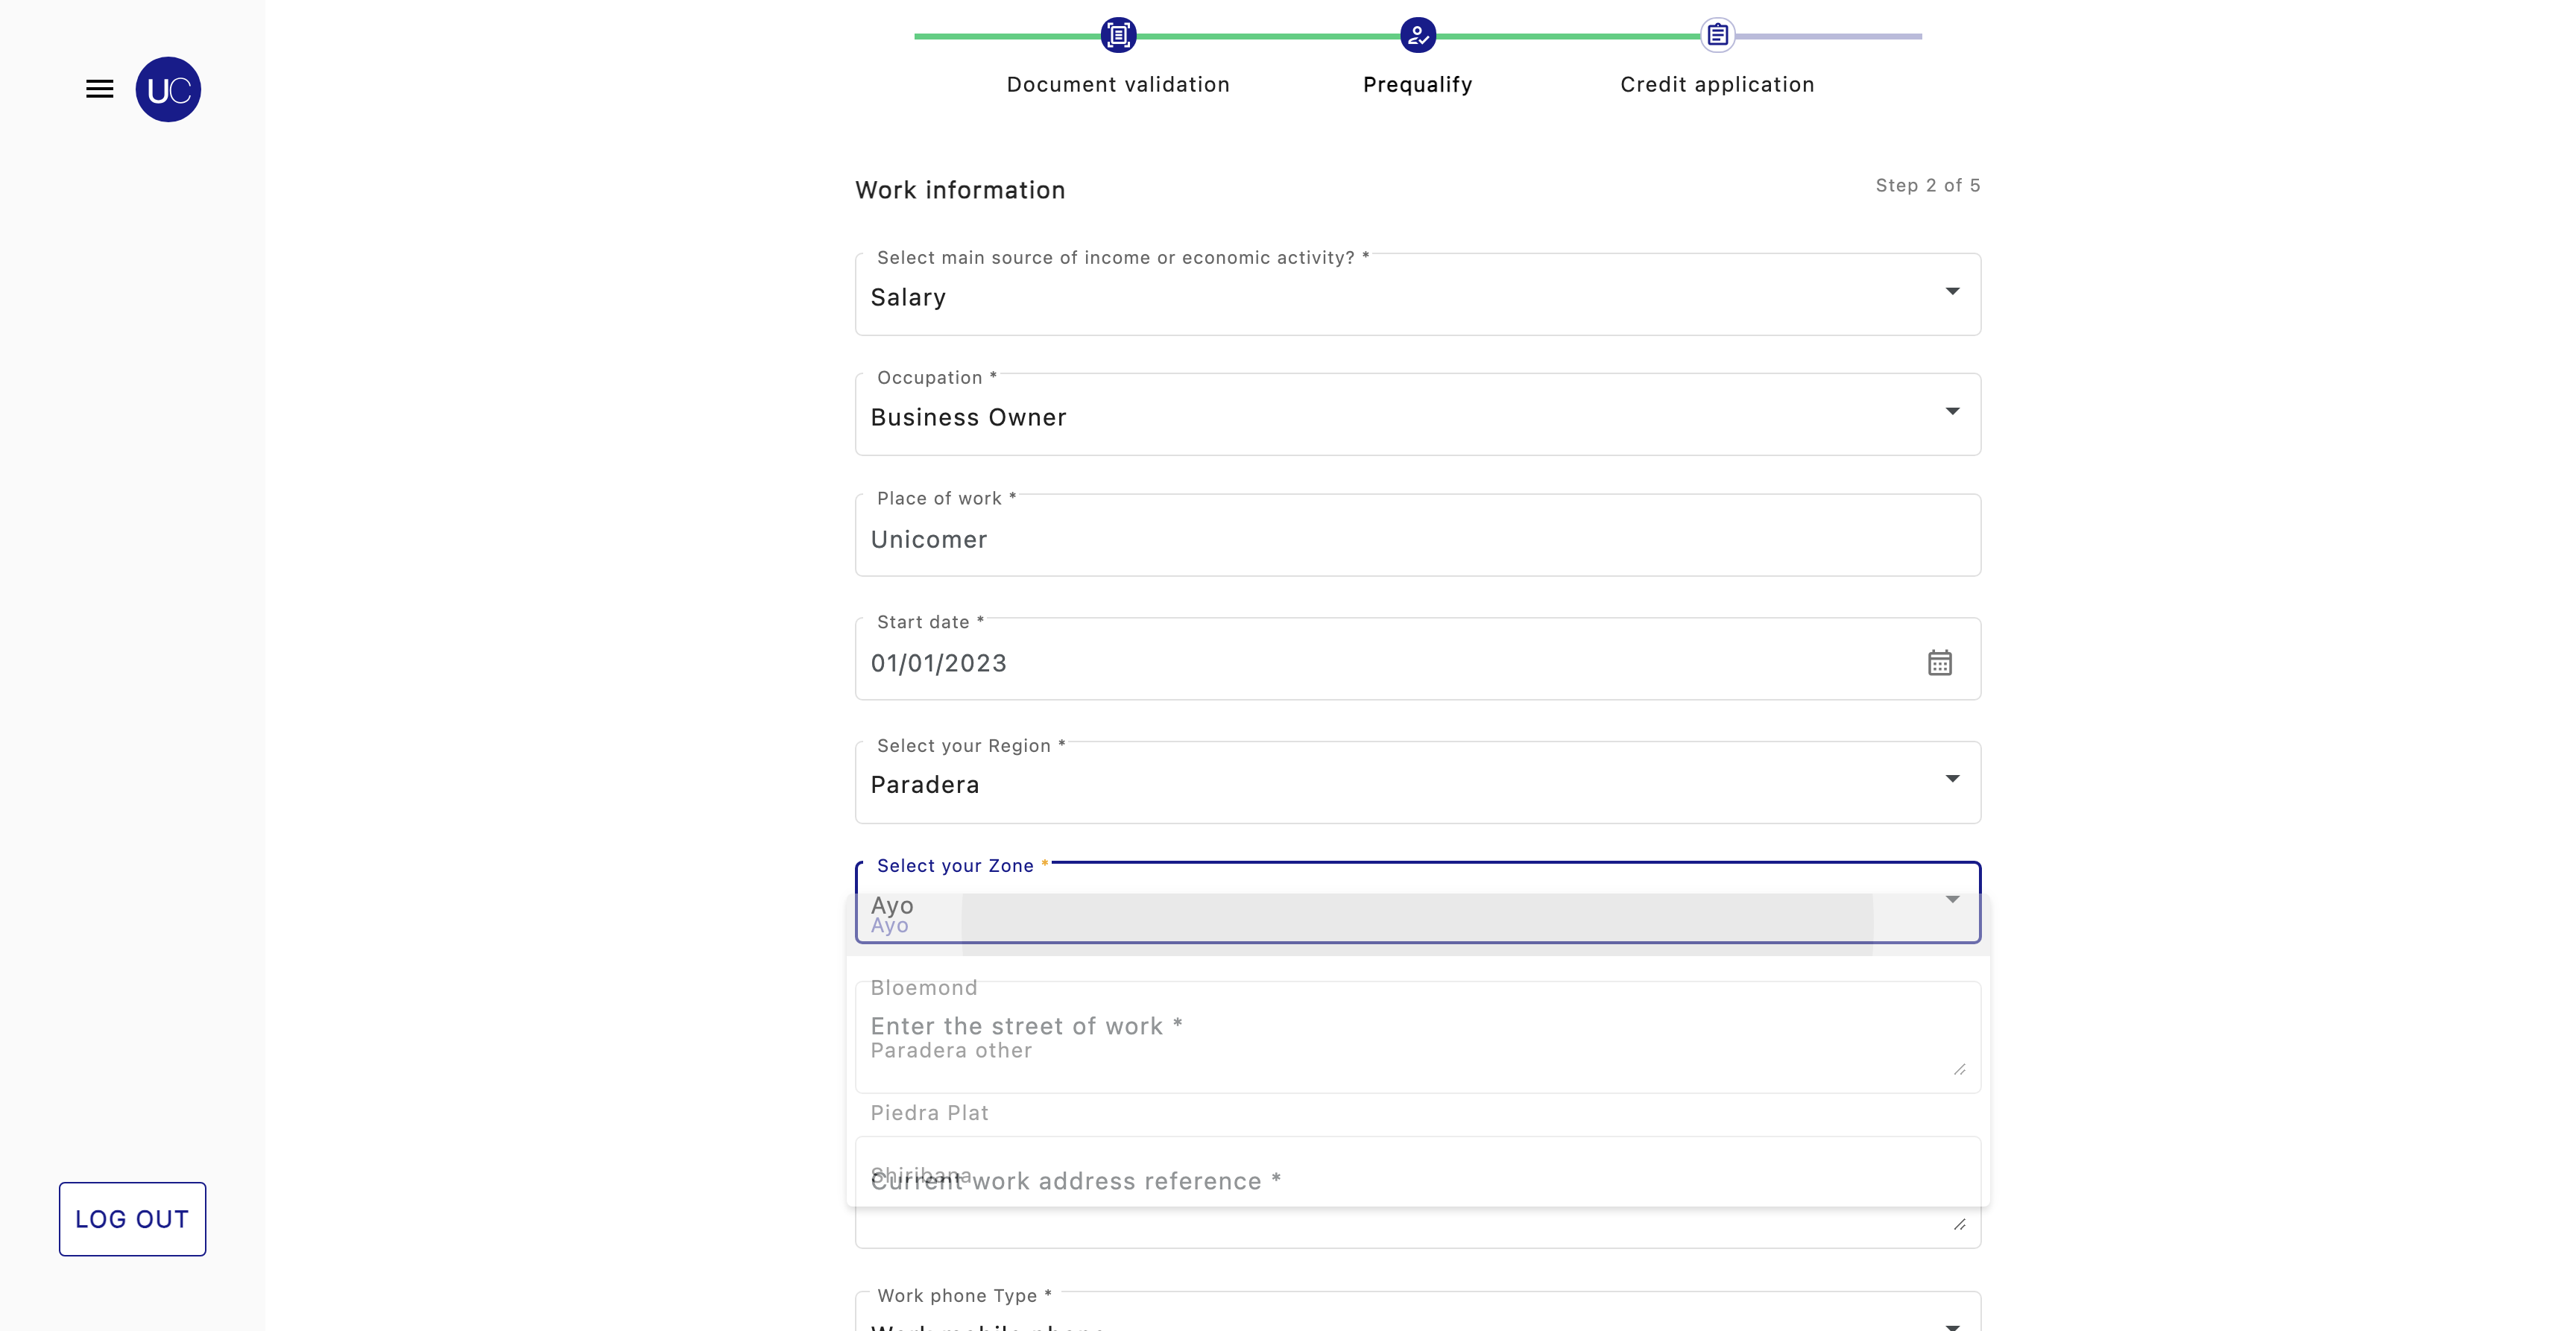 UC
Document validation
Prequalify
Credit application
Work information
Step 2 of 5
Select main source of income or economic activity? *
Salary
Occupation *
Business Owner
Place of work *
Unicomer
Start date *
01/01/2023
Select your Region *
Paradera
Select your Zone *
Ayo
Ayo
Bloemond
Enter the street of work *
Paradera other
Piedra Plat
Shiribana
Current work address reference *
LOG OUT
Work phone Type *
Work mobile phone